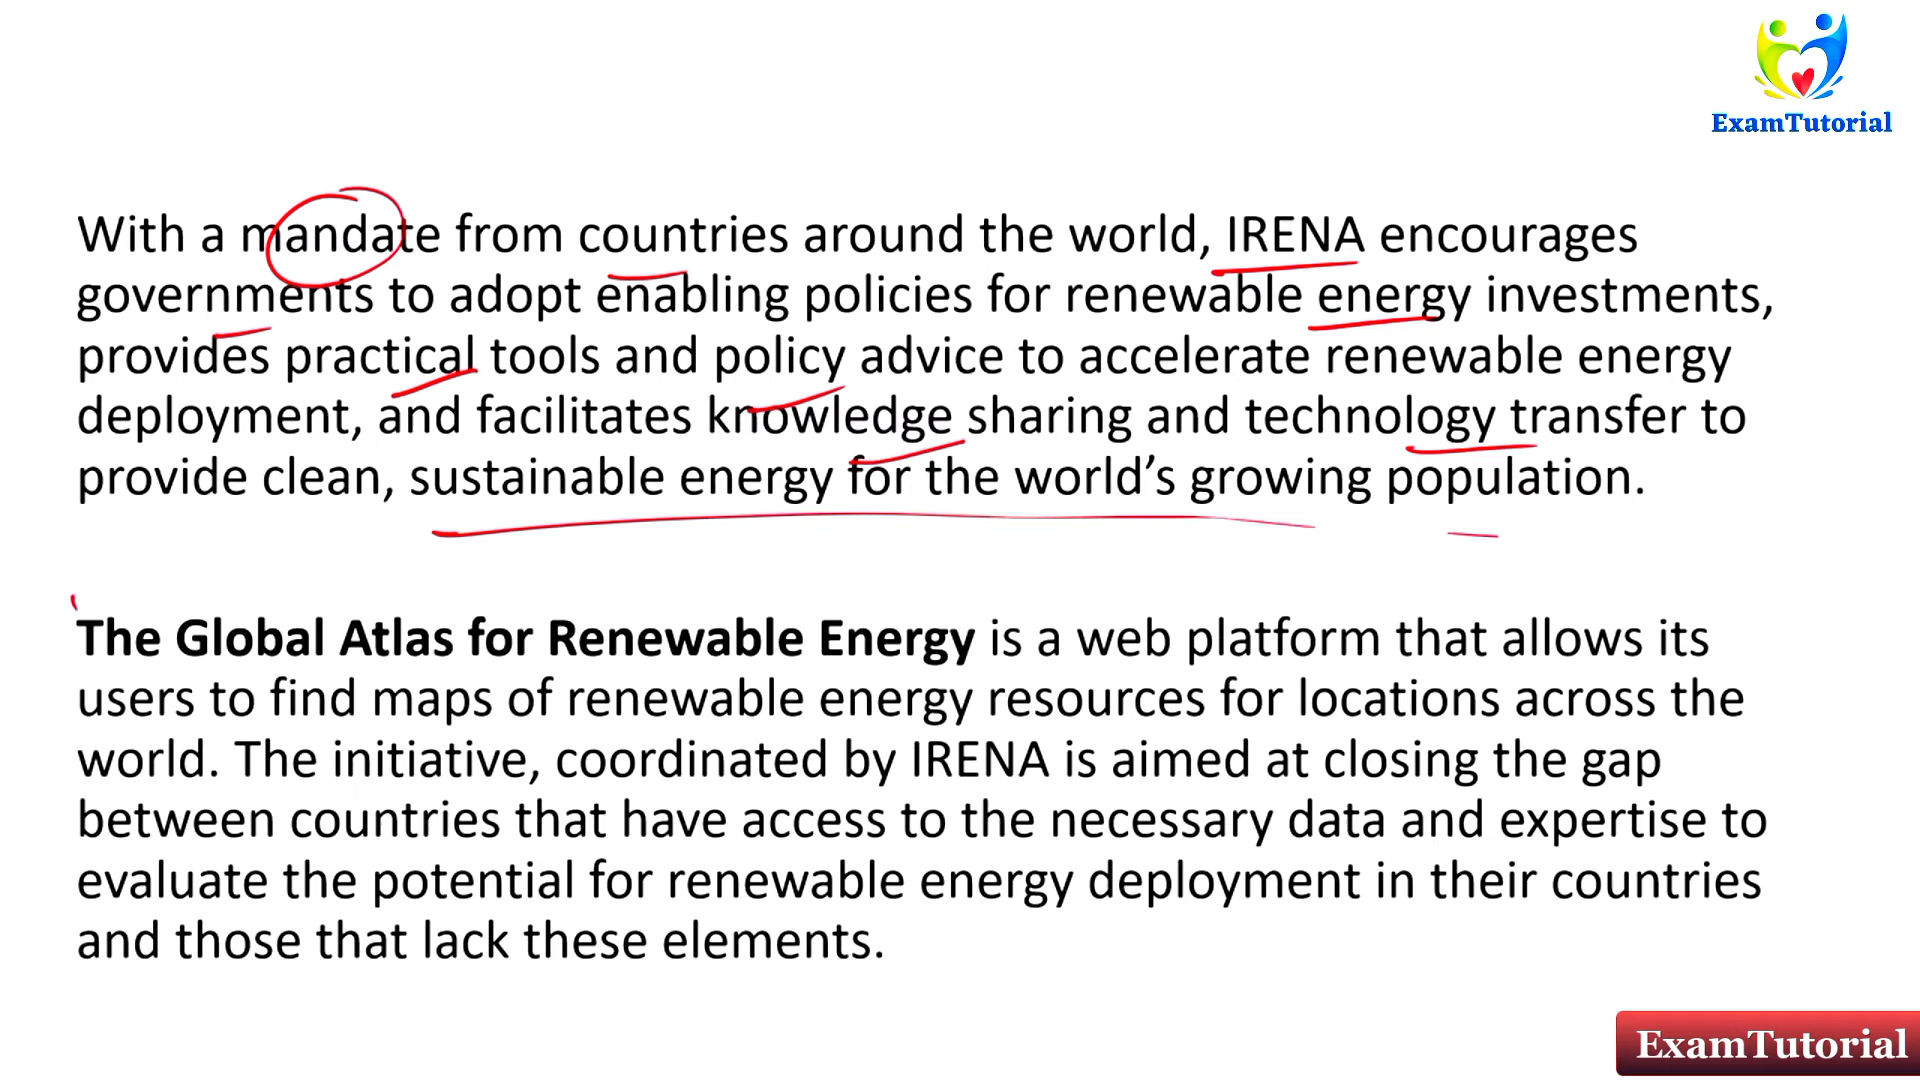 ExamTutorial
With a mandate from countries around the world, IRENA encourages
governments to adopt enabling policies for renewable energy investments,
provides practical tools and policy advice to accelerate renewable energy
deployment, and facilitates knowledge sharing and technology transfer to
provide clean, sustainable energy for the world’s growing population.
The Global Atlas for Renewable Energy is a web platform that allows its
users to find maps of renewable energy resources for locations across the
world. The initiative, coordinated by IRENA is aimed at closing the gap
between countries that have access to the necessary data and expertise to
evaluate the potential for renewable energy deployment in their countries
and those that lack these elements.
ExamTutorial